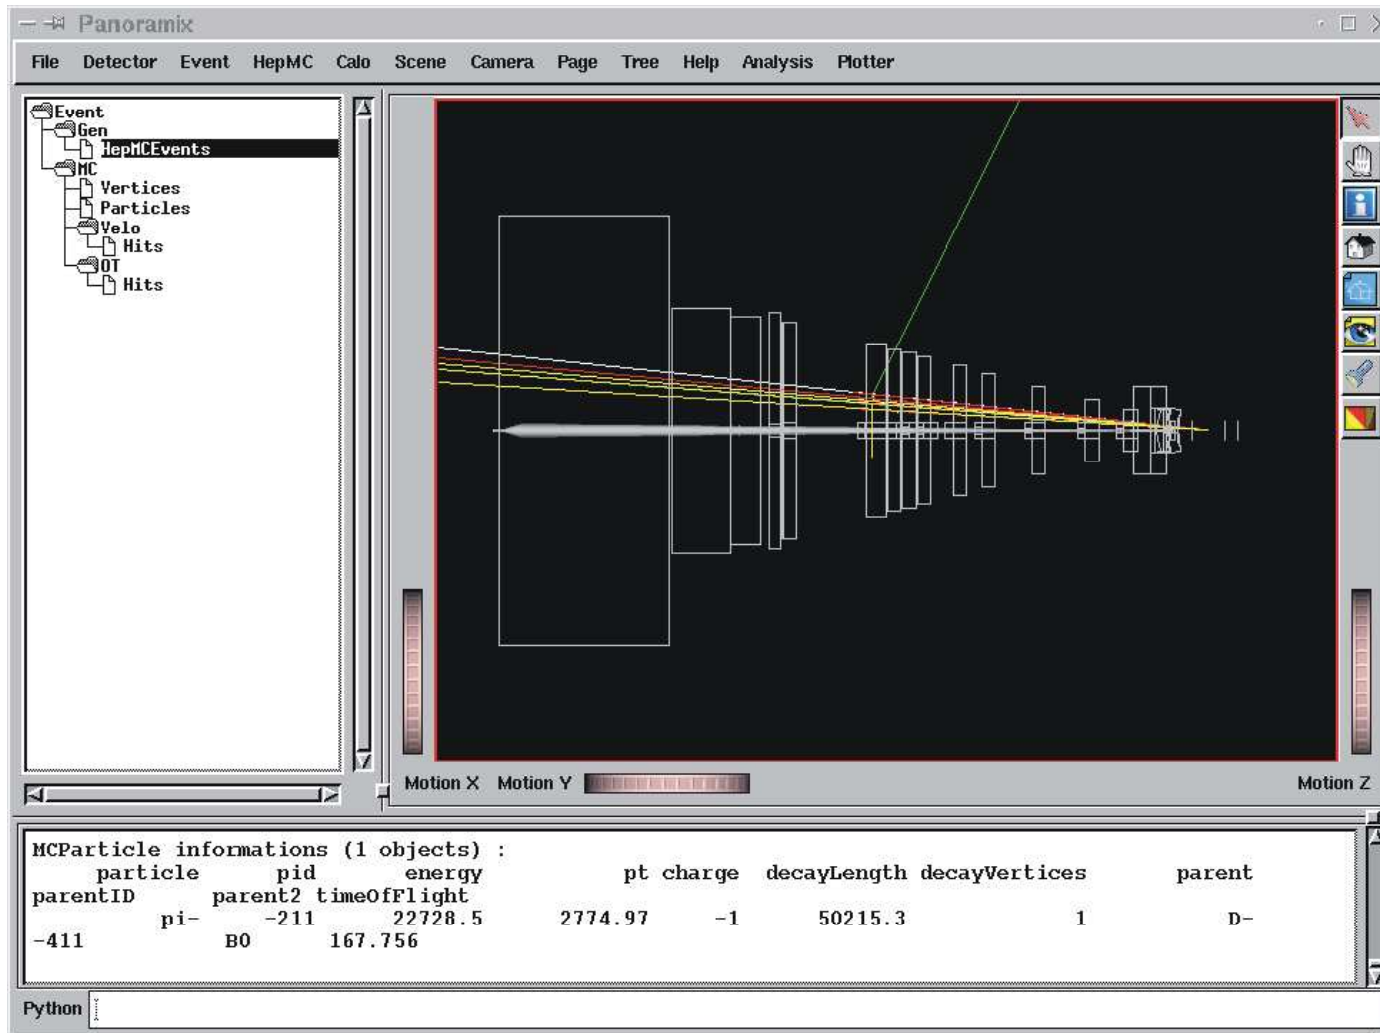 Panoramix
File Detector Event HepMC Calo Scene Camera Page Tree Help Analysis Plotter
Event
Gen
HepMCEvents
MC
Vertices
Particles
Velo
Hits
OT
Hits
Motion X Motion Y Motion Z
MCParticle informations (1 objects) :
particle pid energy pt charge decayLength decayVertices parent
parentID parent2 timeOfFlight
pi- -211 22728.5 2774.97 -1 50215.3 1 D-
-411 B0 167.756
Python